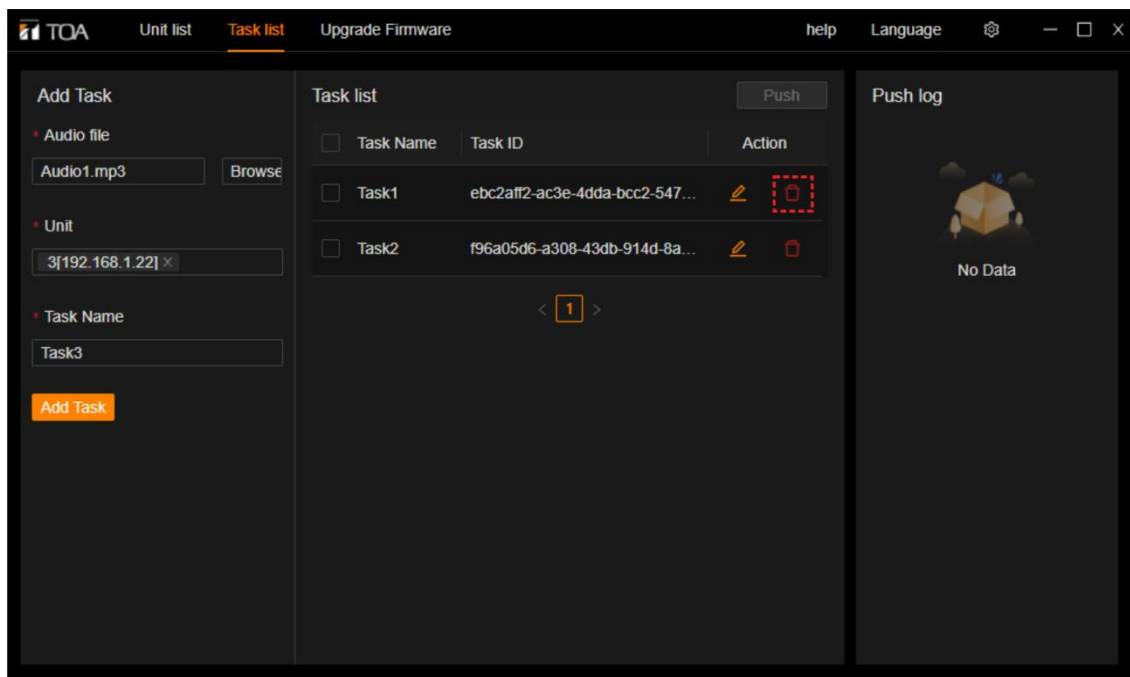 TOA Unit list Task list Upgrade Firmware help Language
Add Task
* Audio file
Audio1.mp3 Browse
* Unit
3[192.168.1.22] ×
* Task Name
Task3
Add Task
Task list Push
Task Name Task ID Action
Task1 ebc2aff2-ac3e-4dda-bcc2-547...
Task2 f96a05d6-a308-43db-914d-8a...
< 1 >
Push log
No Data